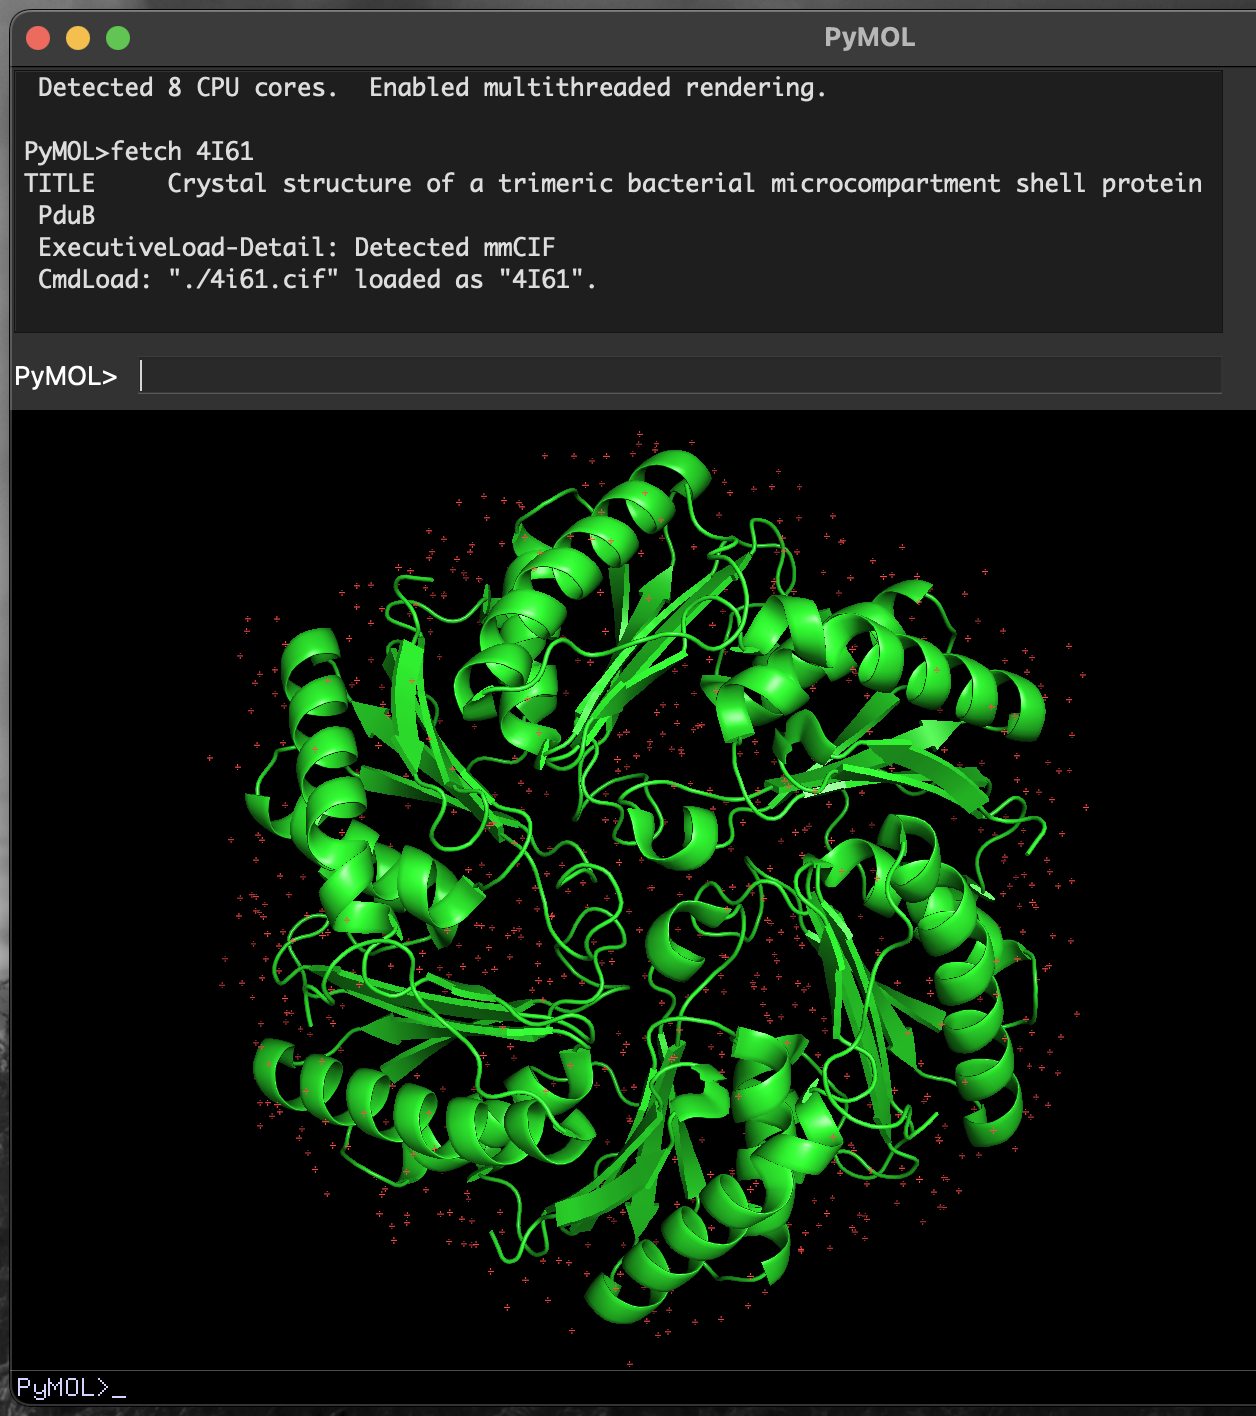 PyMOL
Detected 8 CPU cores.  Enabled multithreaded rendering.
PyMOL>fetch 4I61
TITLE     Crystal structure of a trimeric bacterial microcompartment shell protein
PduB
ExecutiveLoad-Detail: Detected mmCIF
CmdLoad: "./4i61.cif" loaded as "4I61".
PyMOL>
PyMOL>_